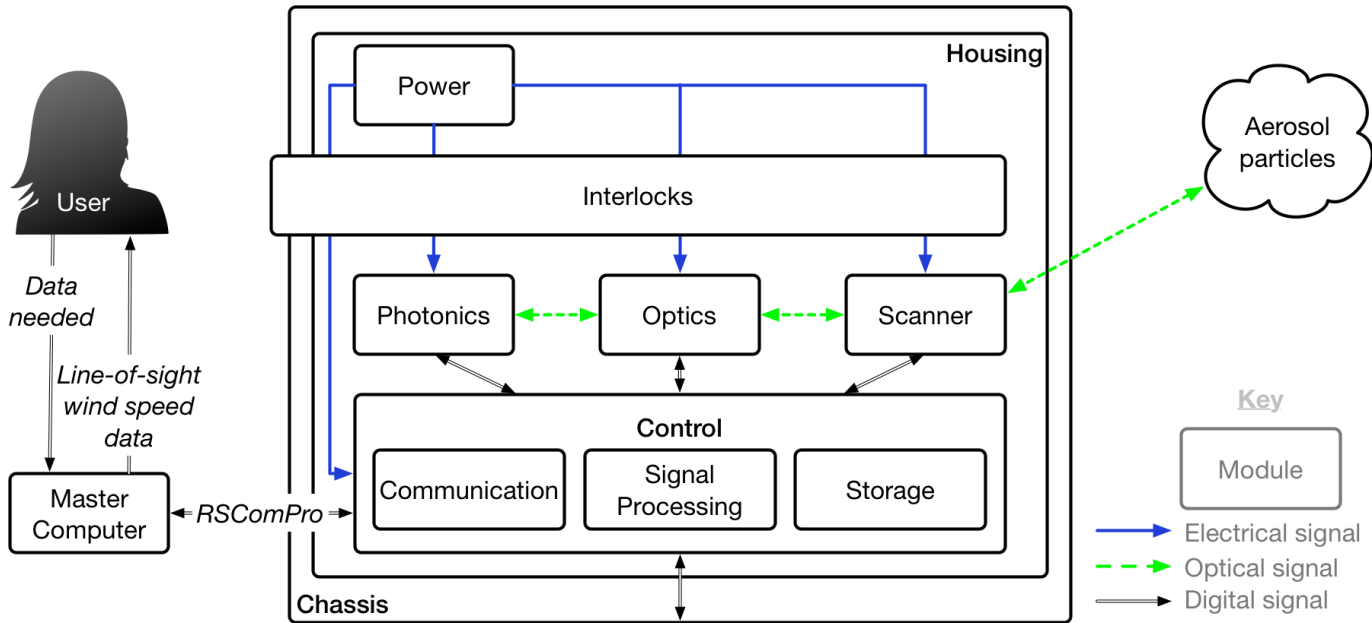 Housing
Power
Aerosol
particles
Interlocks
User
Data
needed
Photonics
Optics
Scanner
Line-of-sight
wind speed
data
Key
Control
Module
Communication
Signal
Processing
Storage
Master
Computer
RSComPro
Electrical signal
Optical signal
Digital signal
Chassis